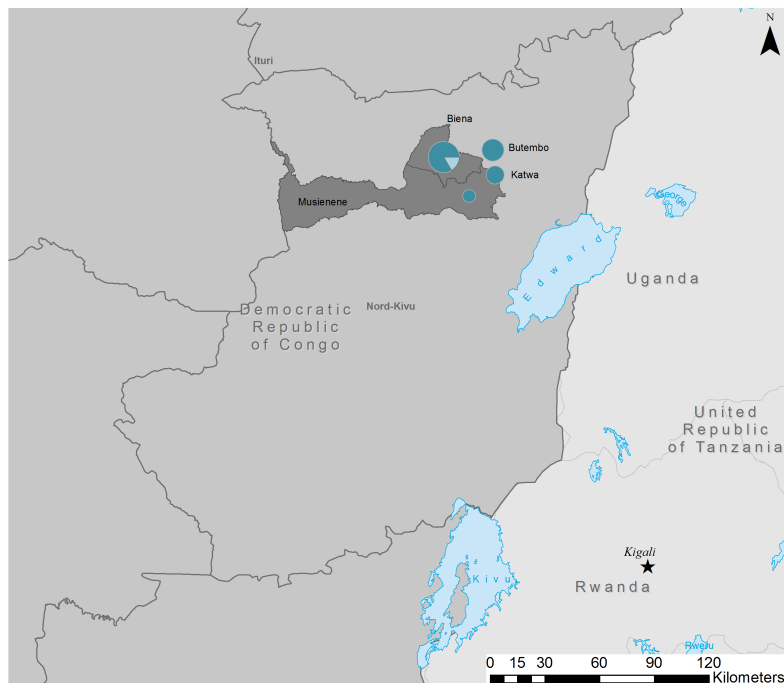 N
Ituri
Biena
Butembo
Katwa
George
Musienene
Edward
Uganda
Nord-Kivu
Democratic
Republic
of Congo
United
Republic
of Tanzania
Kigali
Kivu
Rwanda
Rweru
0 15 30 60 90 120
Kilometers